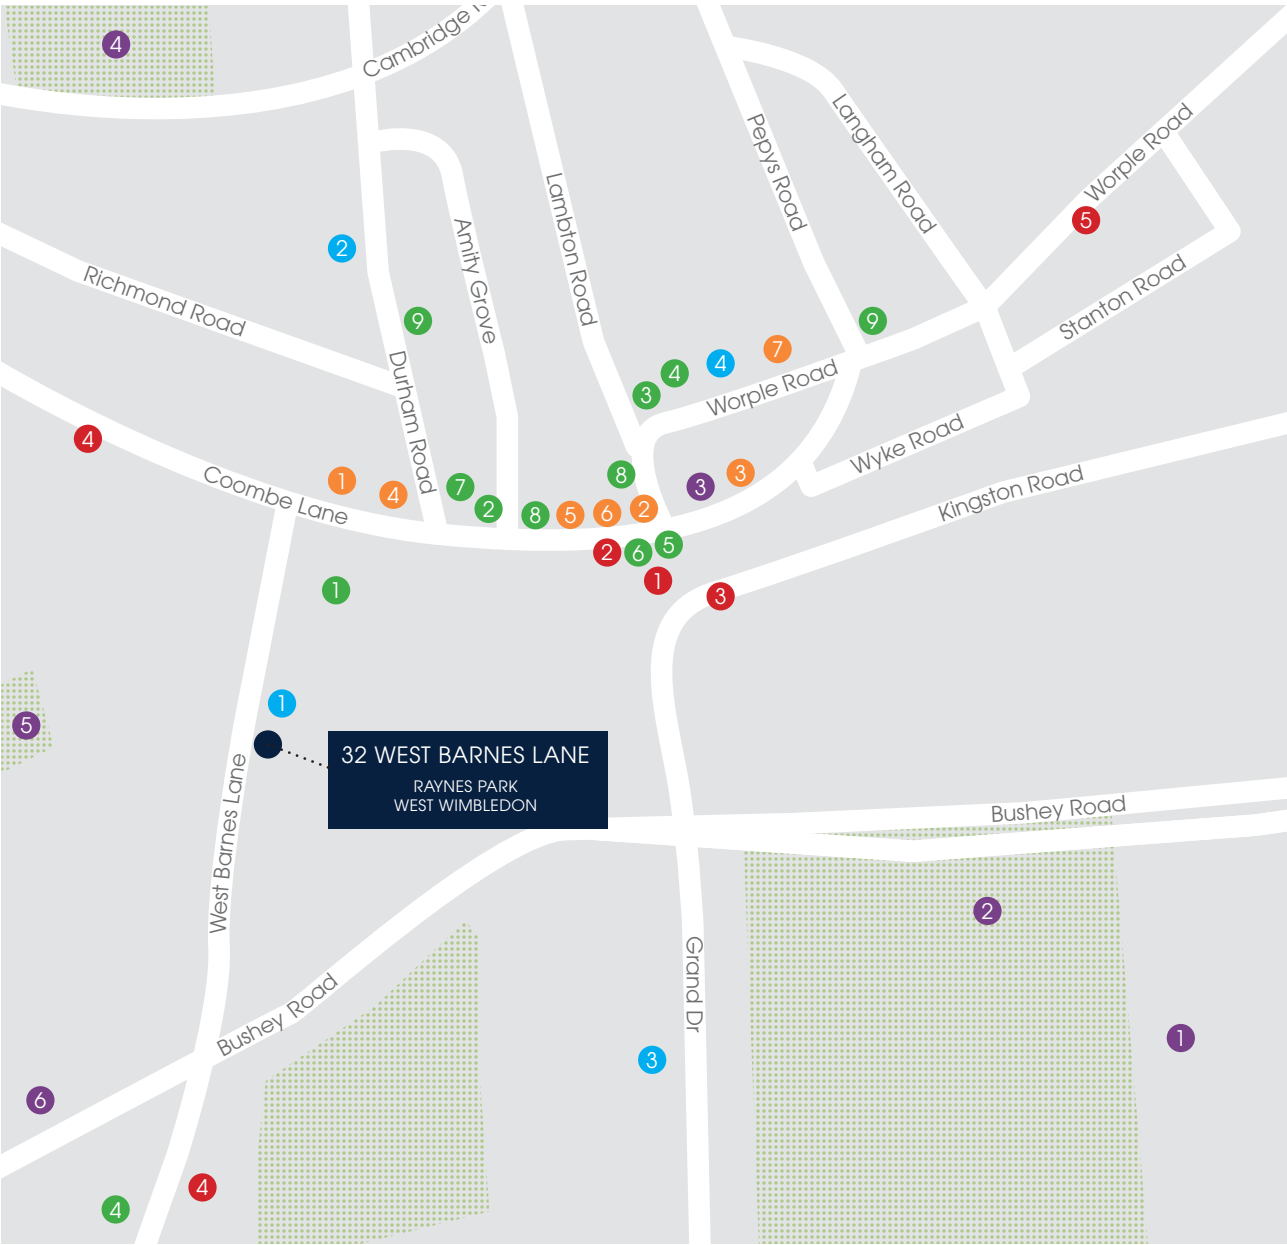 4
Cambridge
Worple Road
Langham Road
Pepys Road
Lambton Road
5
Amity Grove
2
Richmond Road
Stanton Road
9
9
Durham Road
7
4
4
3
Worple Road
4
Wyke Road
Coombe Lane
1
4
7
2
8
8
5
6
2
3
3
Kingston Road
2
6
5
1
3
1
1
5
32 WEST BARNES LANE
RAYNES PARK
WEST WIMBLEDON
West Barnes Lane
Bushey Road
2
Grand Dr
Bushey Road
3
1
6
4
4